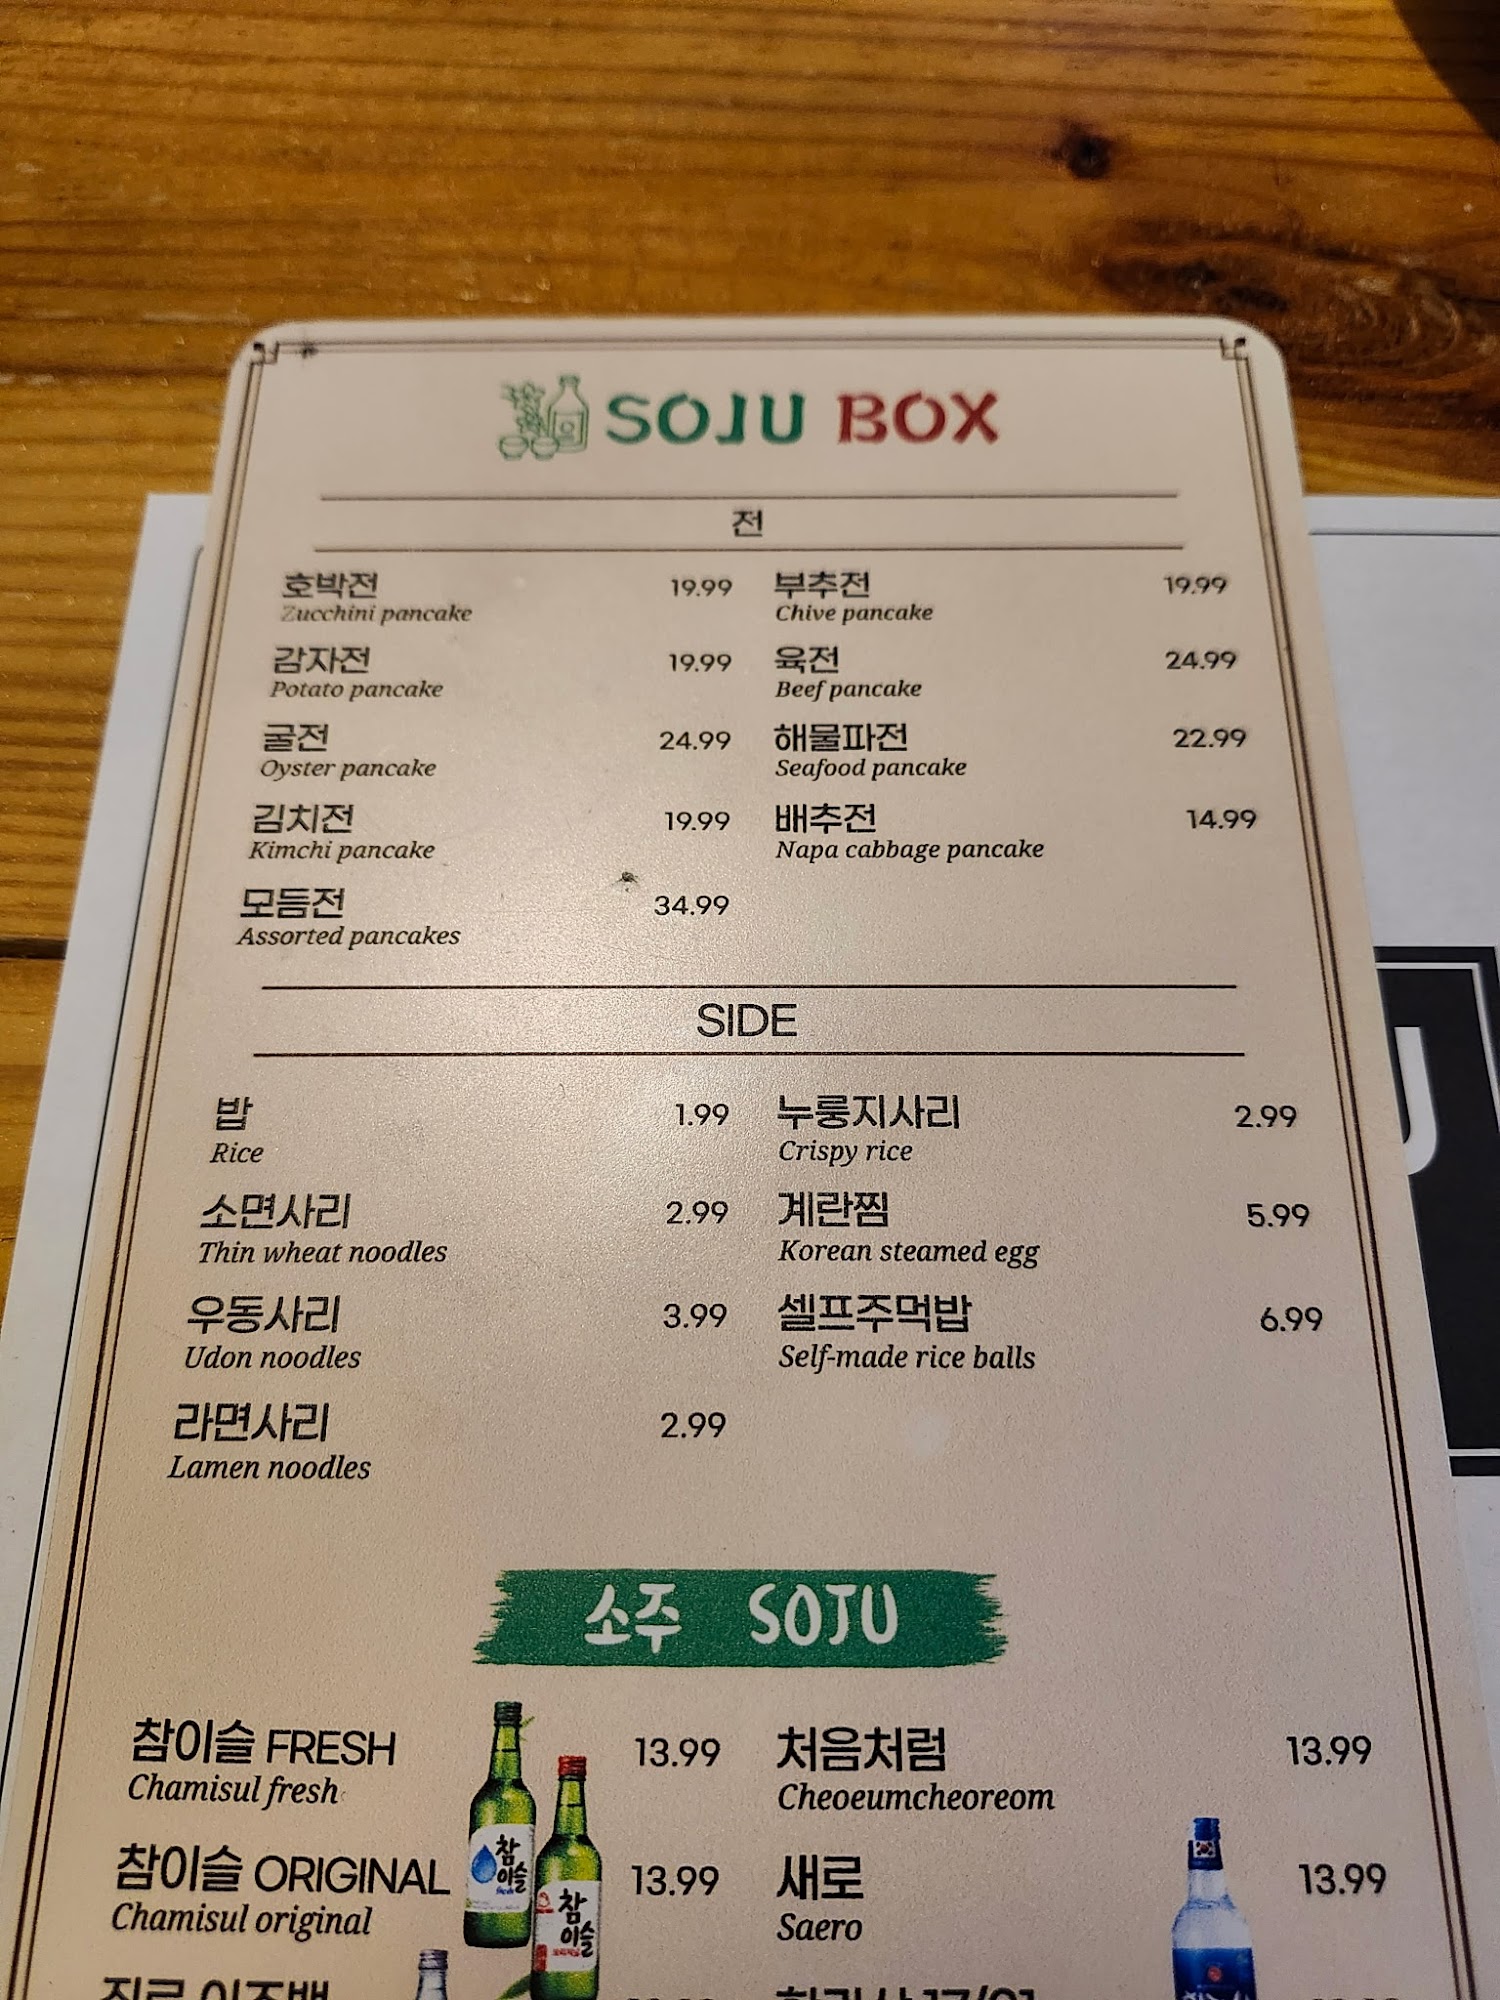 SOJU BOX
전
호박전 19.99
Zucchini pancake
부추전 19.99
Chive pancake
감자전 19.99
Potato pancake
육전 24.99
Beef pancake
굴전 24.99
Oyster pancake
해물파전 22.99
Seafood pancake
김치전 19.99
Kimchi pancake
배추전 14.99
Napa cabbage pancake
모듬전 34.99
Assorted pancakes
SIDE
밥 1.99
Rice
누룽지사리 2.99
Crispy rice
소면사리 2.99
Thin wheat noodles
계란찜 5.99
Korean steamed egg
우동사리 3.99
Udon noodles
셀프주먹밥 6.99
Self-made rice balls
라면사리 2.99
Lamen noodles
소주 SOJU
참이슬 FRESH 13.99
Chamisul fresh
처음처럼 13.99
Cheoeumcheoreom
참이슬 ORIGINAL 13.99
Chamisul original
새로 13.99
Saero
참이슬
fresh
참이슬